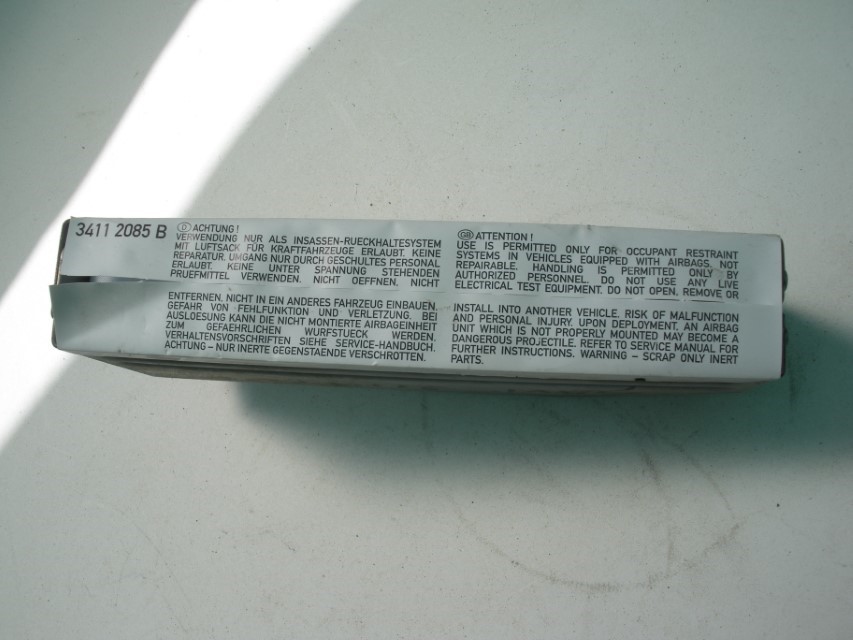 3411 2085 B
Ⓓ ACHTUNG !
VERWENDUNG NUR ALS INSASSEN-RUECKHALTESYSTEM
MIT LUFTSACK FÜR KRAFTFAHRZEUGE ERLAUBT. KEINE
REPARATUR. UMGANG NUR DURCH GESCHULTES PERSONAL
ERLAUBT. KEINE UNTER SPANNUNG STEHENDEN
PRUEFMITTEL VERWENDEN. NICHT OEFFNEN, NICHT
ENTFERNEN. NICHT IN EIN ANDERES FAHRZEUG EINBAUEN.
GEFAHR VON FEHLFUNKTION UND VERLETZUNG. BEI
AUSLOESUNG KANN DIE NICHT MONTIERTE AIRBAGEINHEIT
ZUM GEFAEHRLICHEN WURFSTUECK WERDEN.
VERHALTENSVORSCHRIFTEN SIEHE SERVICE-HANDBUCH.
ACHTUNG – NUR INERTE GEGENSTAENDE VERSCHROTTEN.
GB ATTENTION !
USE IS PERMITTED ONLY FOR OCCUPANT RESTRAINT
SYSTEMS IN VEHICLES EQUIPPED WITH AIRBAGS. NOT
REPAIRABLE. HANDLING IS PERMITTED ONLY BY
AUTHORIZED PERSONNEL. DO NOT USE ANY LIVE
ELECTRICAL TEST EQUIPMENT. DO NOT OPEN, REMOVE OR
INSTALL INTO ANOTHER VEHICLE. RISK OF MALFUNCTION
AND PERSONAL INJURY. UPON DEPLOYMENT, AN AIRBAG
UNIT WHICH IS NOT PROPERLY MOUNTED MAY BECOME A
DANGEROUS PROJECTILE. REFER TO SERVICE MANUAL FOR
FURTHER INSTRUCTIONS. WARNING – SCRAP ONLY INERT
PARTS.